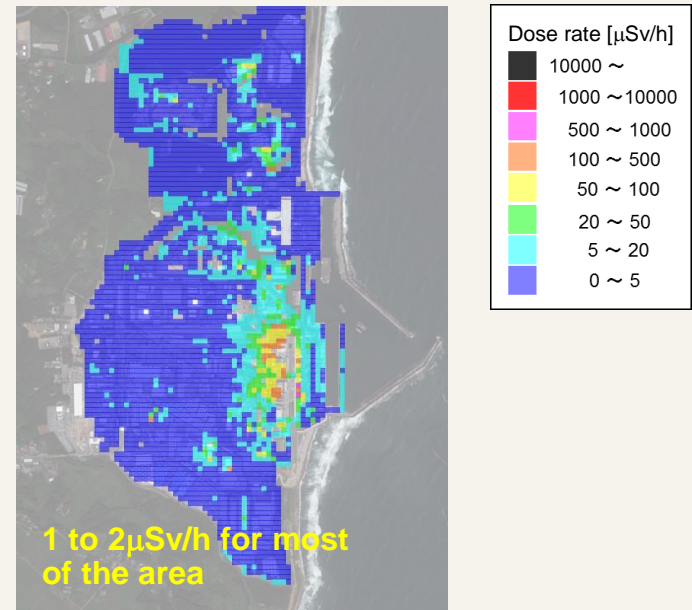 Dose rate [μSv/h]
10000 ～
1000 ～10000
500 ～ 1000
100 ～ 500
50 ～ 100
20 ～ 50
5 ～ 20
0 ～ 5
1 to 2μSv/h for most
of the area